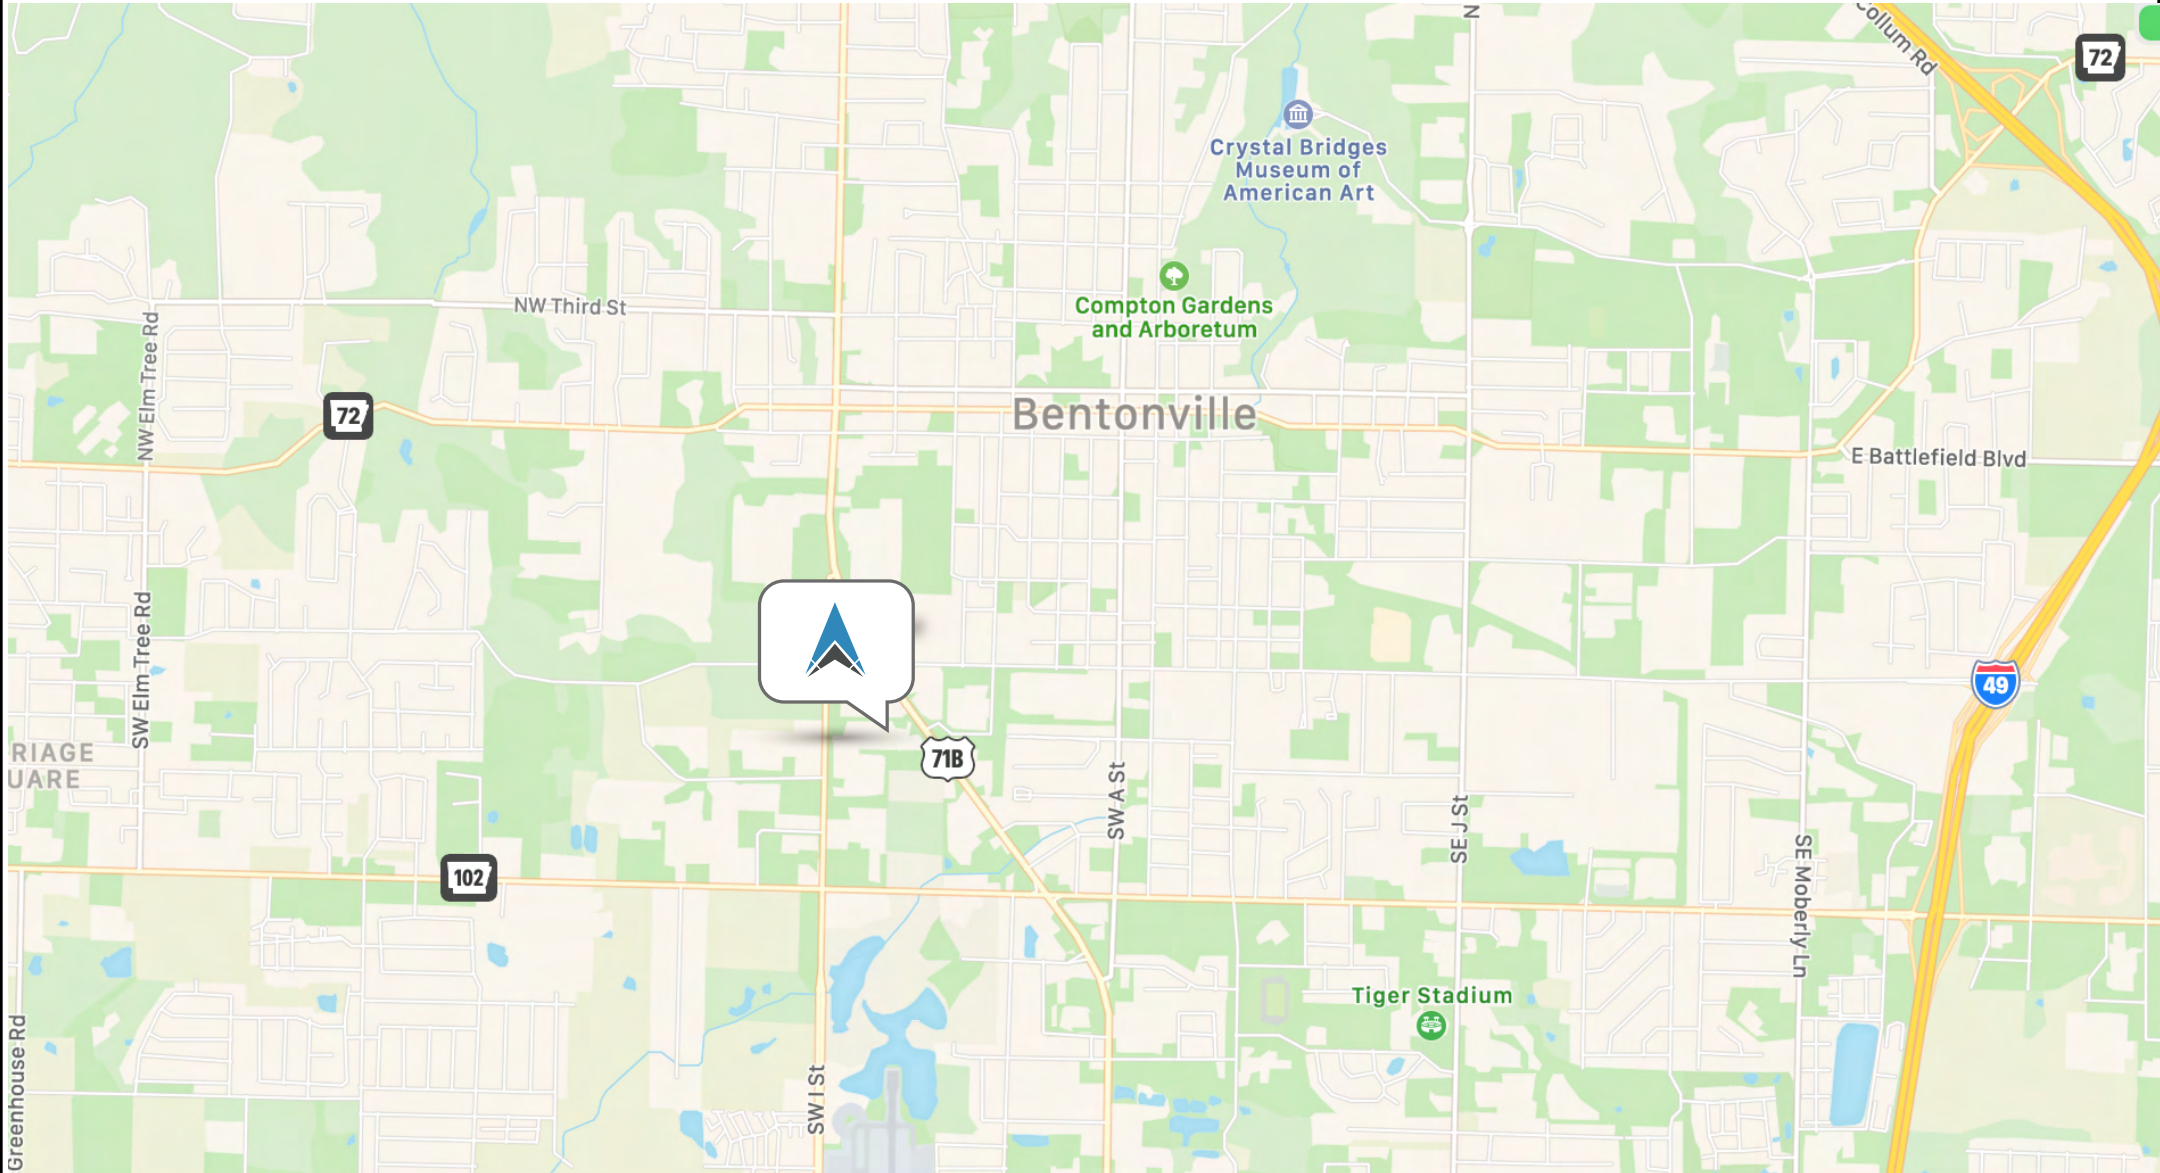 N
Collum Rd
72
Crystal Bridges
Museum of
American Art
NW Third St
Compton Gardens
and Arboretum
NW Elm Tree Rd
72
Bentonville
E Battlefield Blvd
SW Elm Tree Rd
49
RIAGE
UARE
71B
SW A St
SE J St
102
SE Moberly Ln
Tiger Stadium
Greenhouse Rd
SW I St